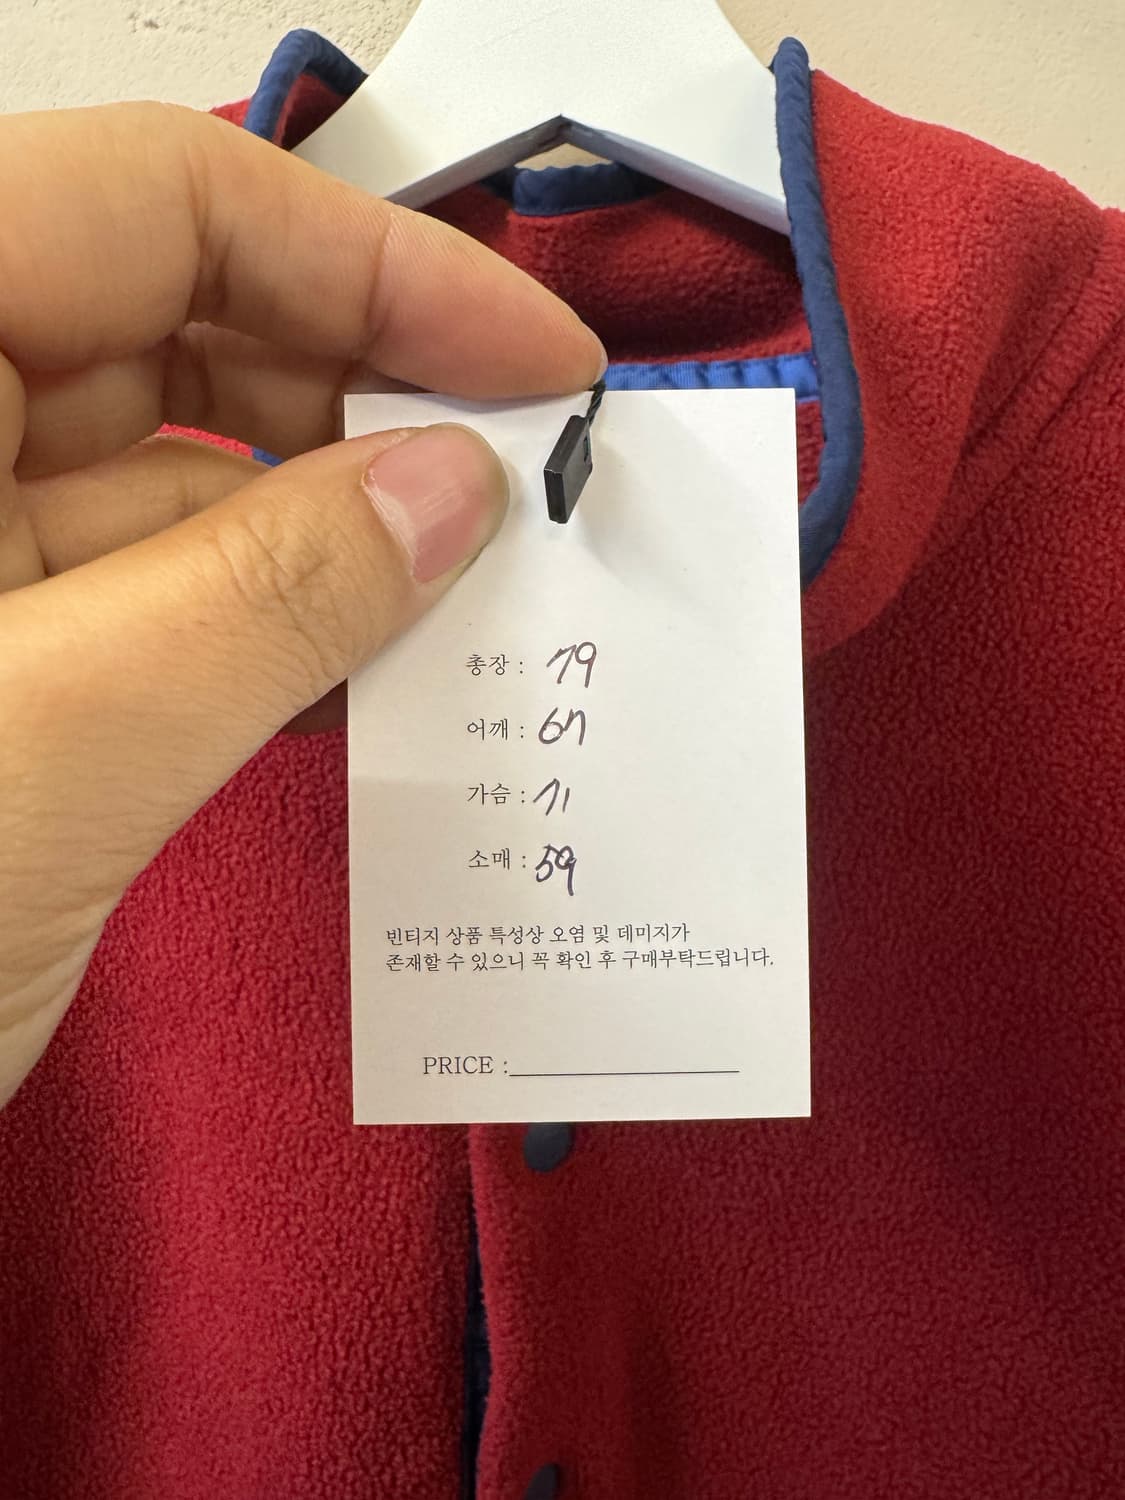 총장 : 79
어깨 : 67
가슴 : 71
소매 : 59
빈티지 상품 특성상 오염 및 데미지가
존재할 수 있으니 꼭 확인 후 구매부탁드립니다.
PRICE :